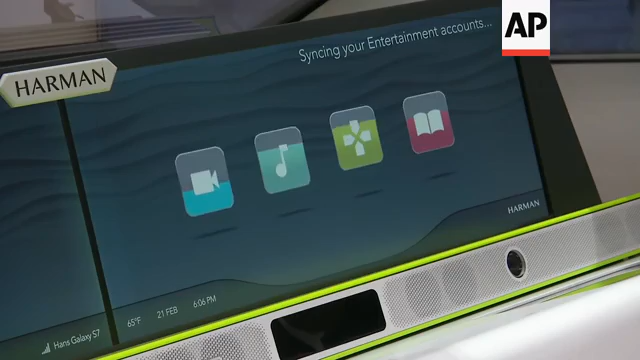 AP
Syncing your Entertainment accounts...
HARMAN
HARMAN
65°F 21 FEB 6:06 PM
Hans Galaxy S7